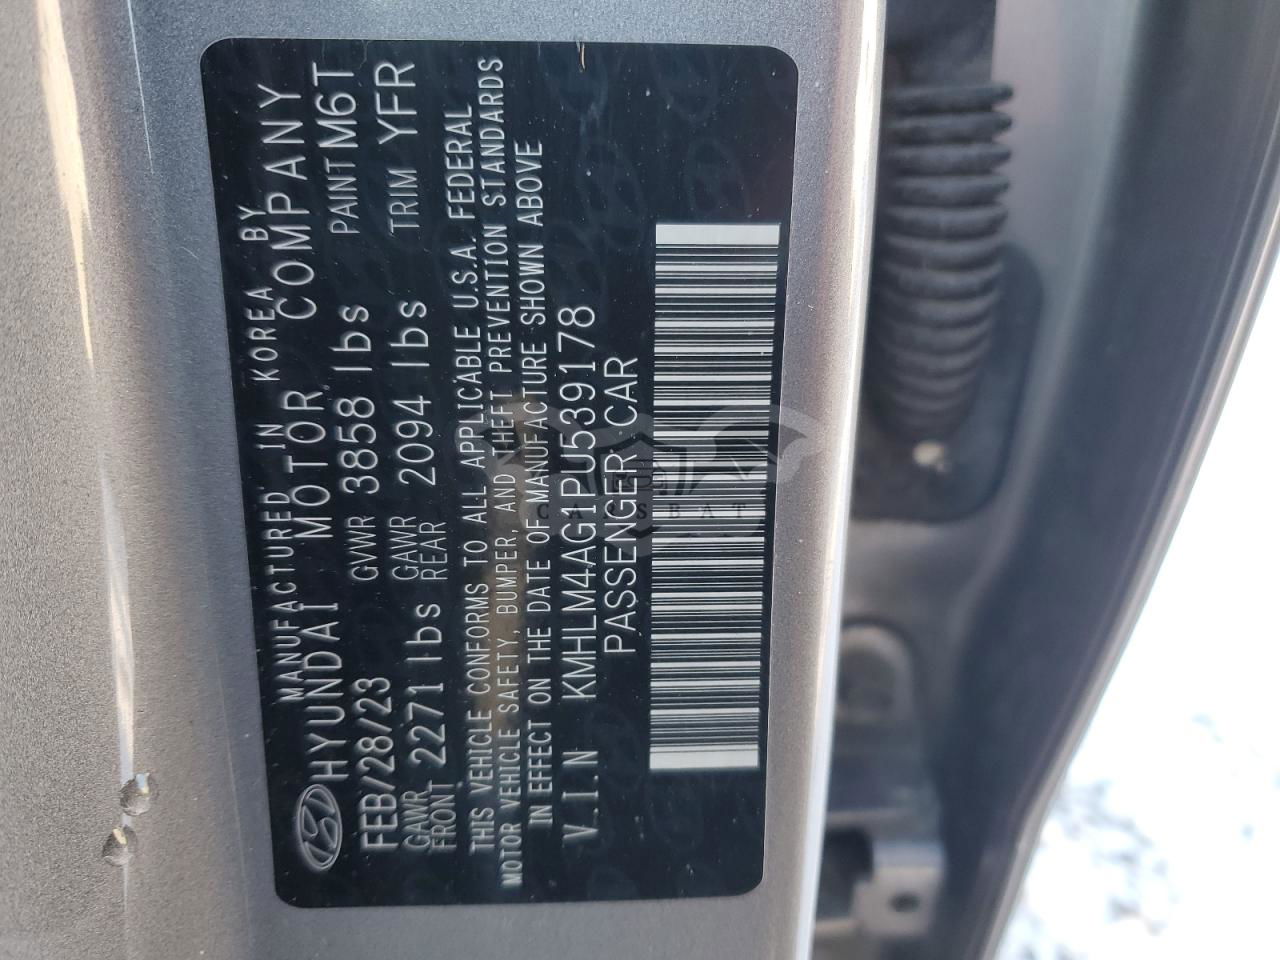 MANUFACTURED IN KOREA BY
HYUNDAI MOTOR COMPANY
FEB/28/23 GVWR 3858 lbs PAINT M6T
GAWR FRONT 2271 lbs GAWR REAR 2094 lbs TRIM YFR
THIS VEHICLE CONFORMS TO ALL APPLICABLE U.S.A. FEDERAL
MOTOR VEHICLE SAFETY, BUMPER, AND THEFT PREVENTION STANDARDS
IN EFFECT ON THE DATE OF MANUFACTURE SHOWN ABOVE
V.I.N KMHLM4AG1PU539178
PASSENGER CAR
CARSBAT